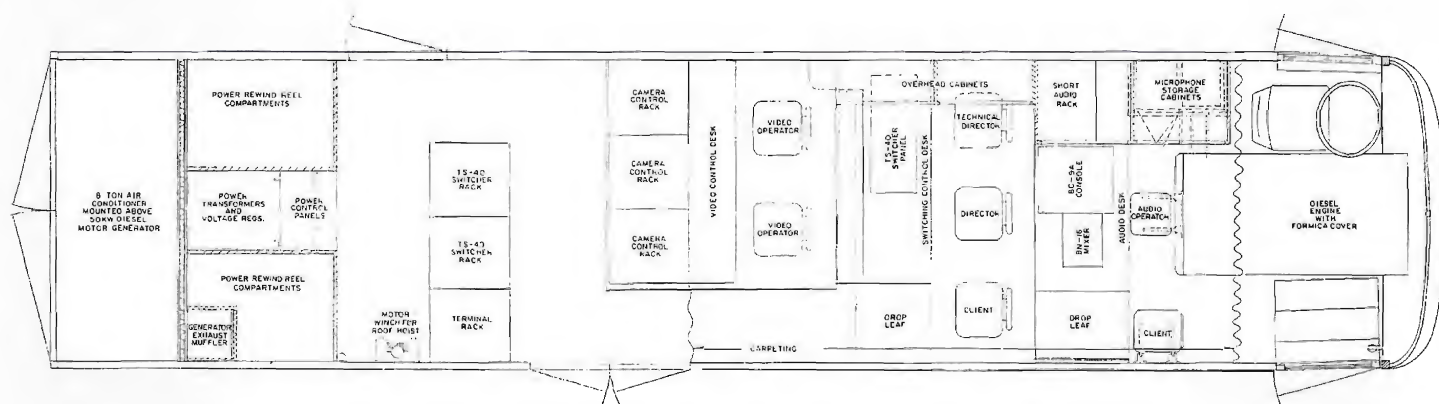 8 TON AIR
CONDITIONER
MOUNTED ABOVE
50KW DIESEL
MOTOR GENERATOR
POWER REWIND REEL
COMPARTMENTS
POWER
TRANSFORMERS
AND
VOLTAGE REGS.
POWER
CONTROL
PANELS
POWER REWIND REEL
COMPARTMENTS
GENERATOR
EXHAUST
MUFFLER
MOTOR
WINCH FOR
ROOF HOIST
TS-40
SWITCHER
RACK
TS-40
SWITCHER
RACK
TERMINAL
RACK
CAMERA
CONTROL
RACK
CAMERA
CONTROL
RACK
CAMERA
CONTROL
RACK
VIDEO CONTROL DESK
VIDEO
OPERATOR
VIDEO
OPERATOR
OVERHEAD CABINETS
TS-40
SWITCHER
PANEL
SWITCHING CONTROL DESK
TECHNICAL
DIRECTOR
DIRECTOR
CLIENT
DROP
LEAF
CARPETING
SHORT
AUDIO
RACK
BC-9A
CONSOLE
BN-16
MIXER
AUDIO DESK
DROP
LEAF
MICROPHONE
STORAGE
CABINETS
AUDIO
OPERATOR
CLIENT
DIESEL
ENGINE
WITH
FORMICA COVER